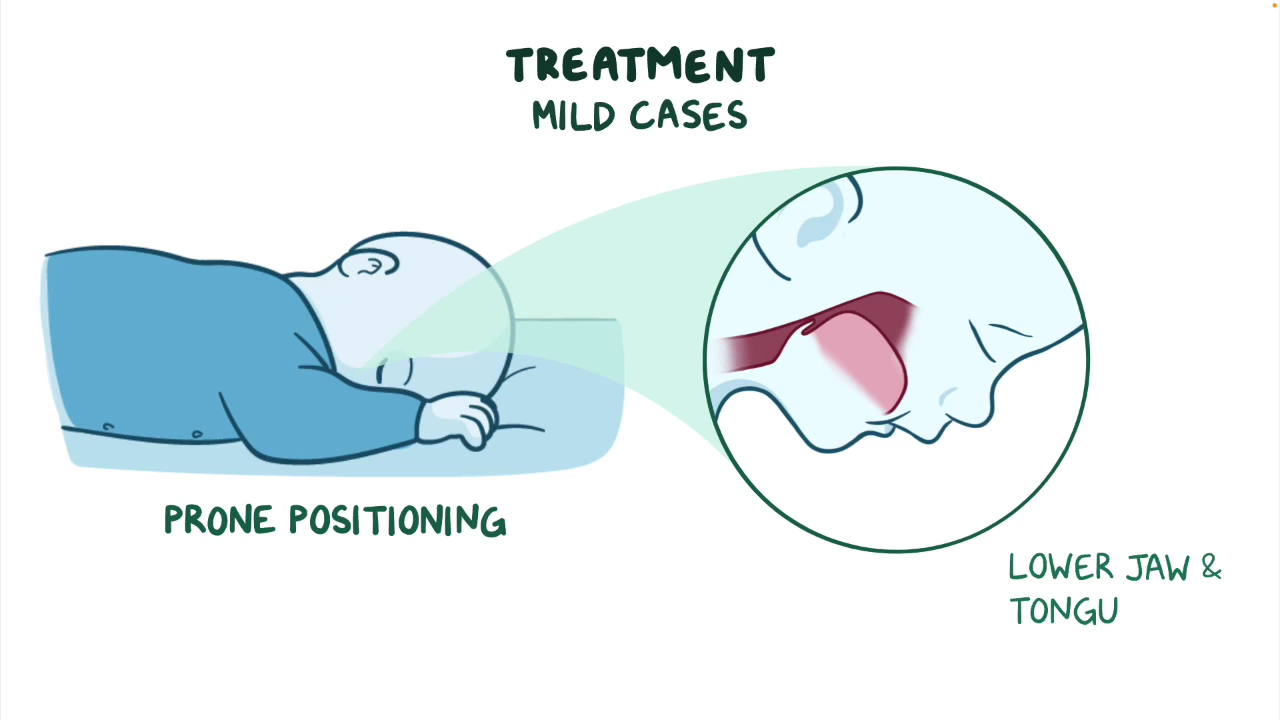 TREATMENT
MILD CASES
PRONE POSITIONING
LOWER JAW &
TONGU